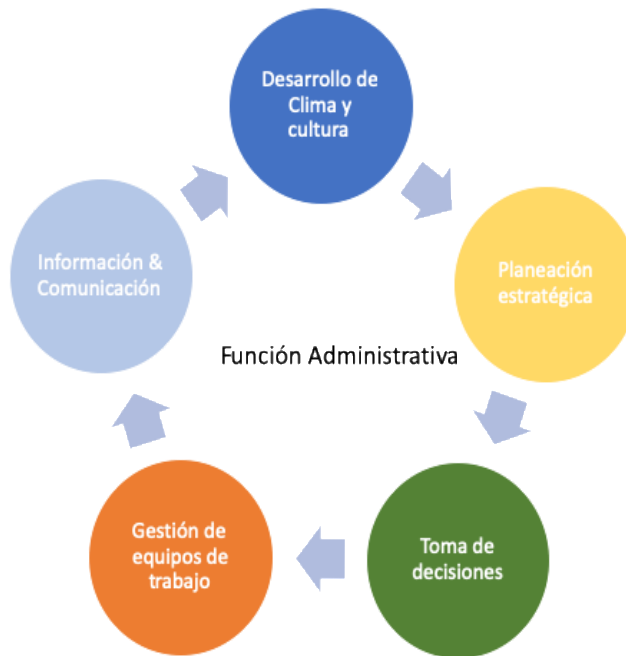 Desarrollo de
Clima y
cultura
Planeación
estratégica
Toma de
decisiones
Gestión de
equipos de
trabajo
Información &
Comunicación
Función Administrativa